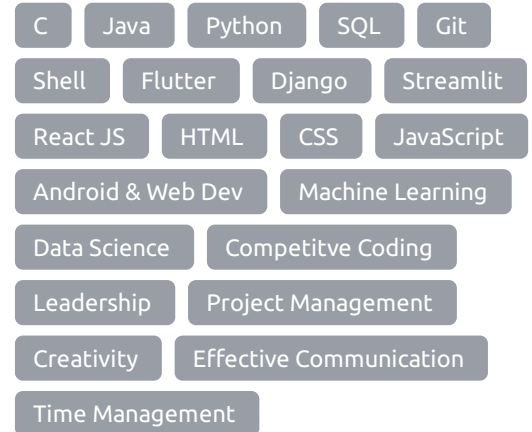 C Java Python SQL Git
Shell Flutter Django Streamlit
React JS HTML CSS JavaScript
Android & Web Dev Machine Learning
Data Science Competitve Coding
Leadership Project Management
Creativity Effective Communication
Time Management